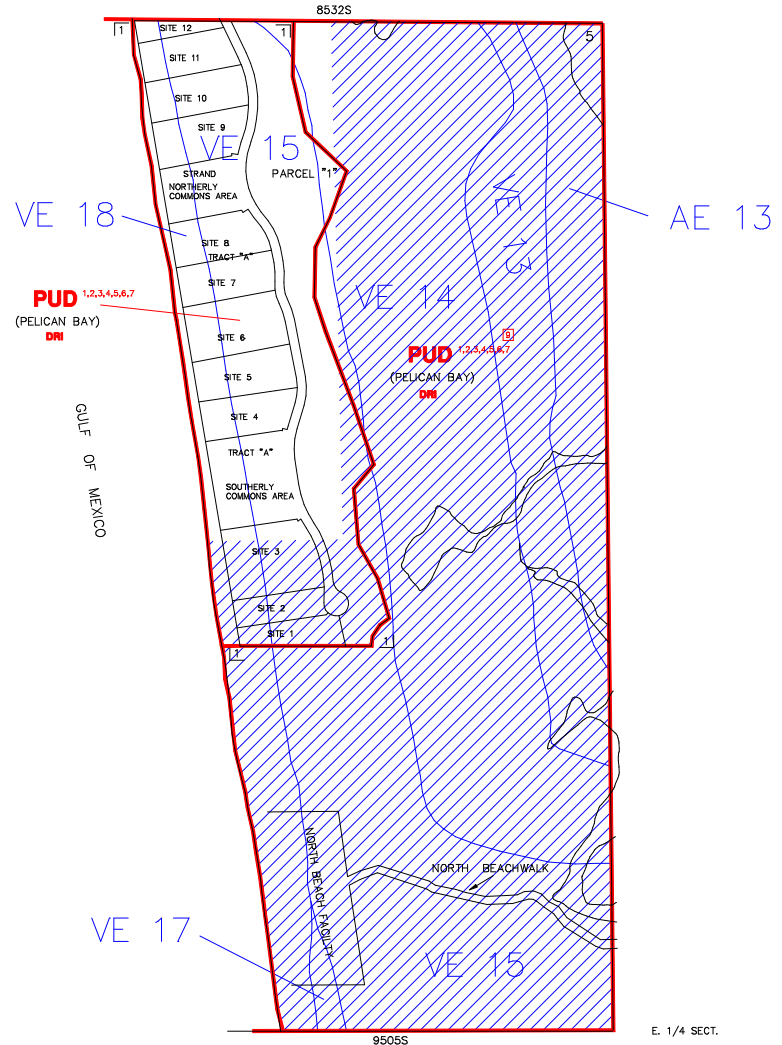 8532S
1
SITE 12
1
5
SITE 11
SITE 10
SITE 9
VE 15
STRAND
NORTHERLY
COMMONS AREA
PARCEL "1"
VE 13
VE 18
AE 13
SITE 8
TRACT "A"
SITE 7
PUD 1,2,3,4,5,6,7
(PELICAN BAY)
DRI
VE 14
SITE 6
9
PUD 1,2,3,4,5,6,7
(PELICAN BAY)
DRI
SITE 5
SITE 4
GULF OF MEXICO
TRACT "A"
SOUTHERLY
COMMONS AREA
SITE 3
SITE 2
SITE 1
1
1
NORTH BEACH FACILTY
NORTH BEACHWALK
VE 17
VE 15
9505S
E. 1/4 SECT.